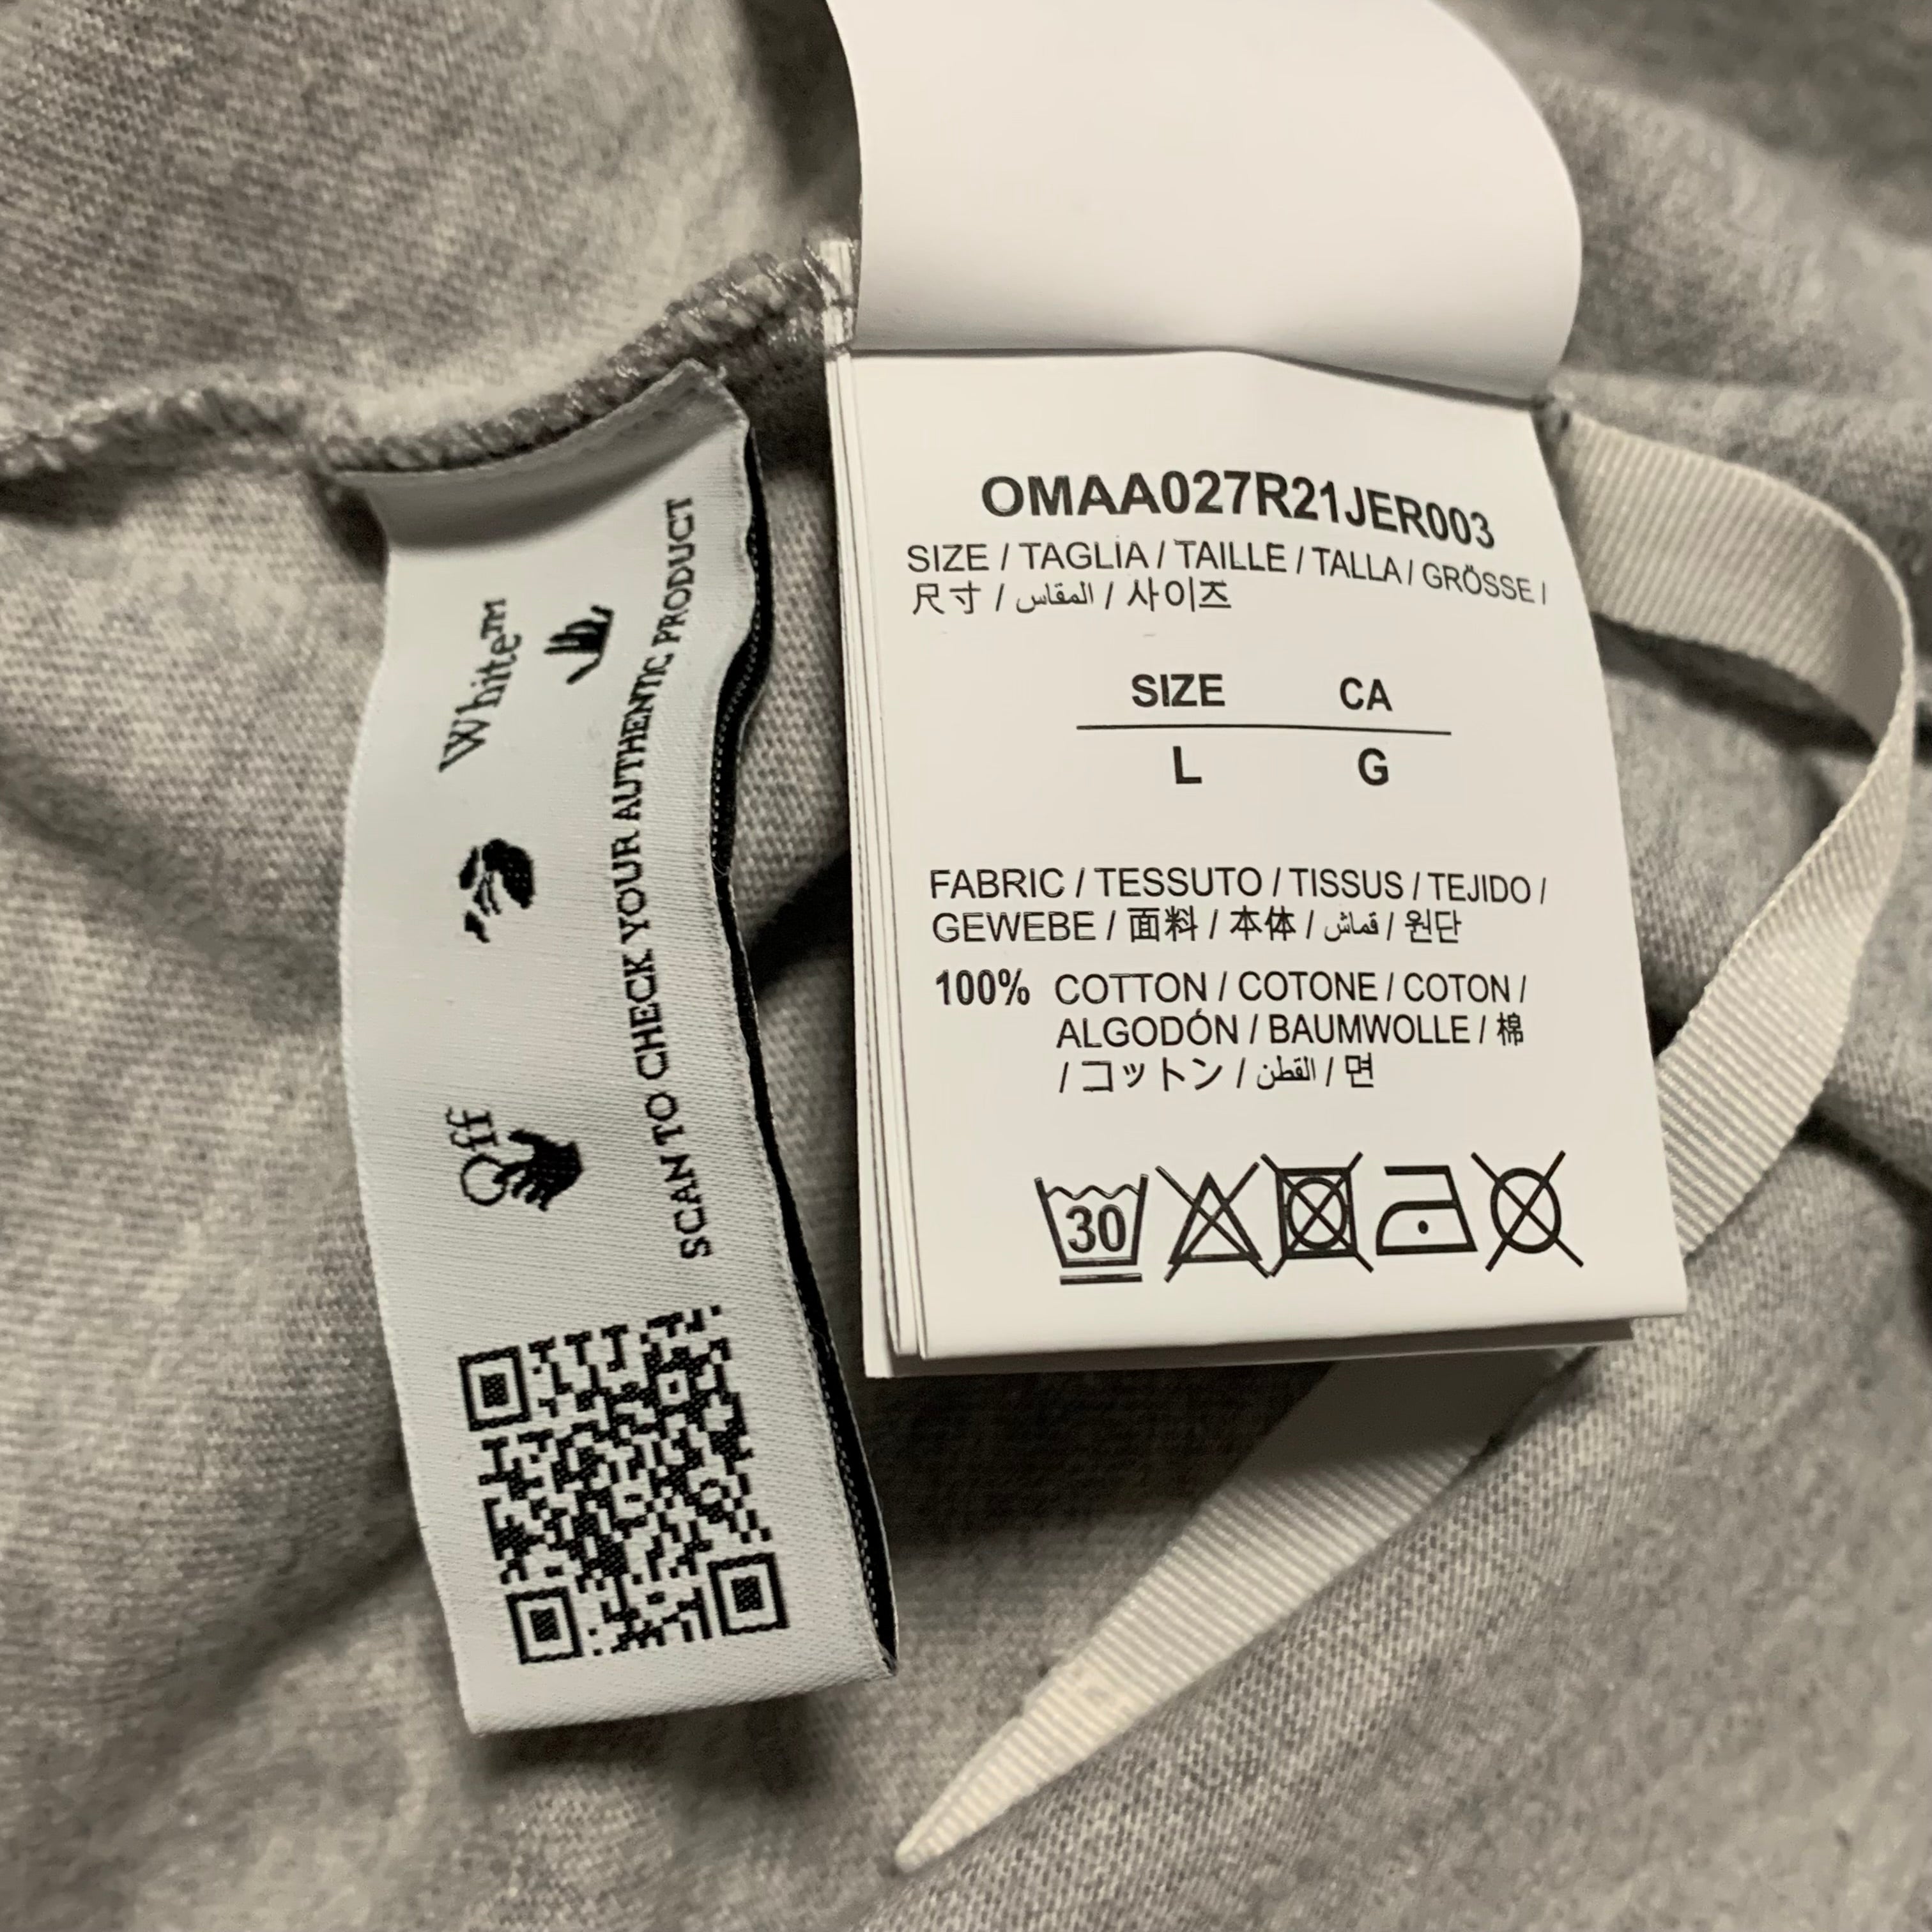 Off White™
SCAN TO CHECK YOUR AUTHENTIC PRODUCT
OMAA027R21JER003
SIZE / TAGLIA / TAILLE / TALLA / GRÖSSE /
尺寸 / المقاس / 사이즈
SIZE CA
L G
FABRIC / TESSUTO / TISSUS / TEJIDO /
GEWEBE / 面料 / 本体 / قماش / 원단
100% COTTON / COTONE / COTON /
ALGODÓN / BAUMWOLLE / 棉
/ コットン / القطن / 면
30